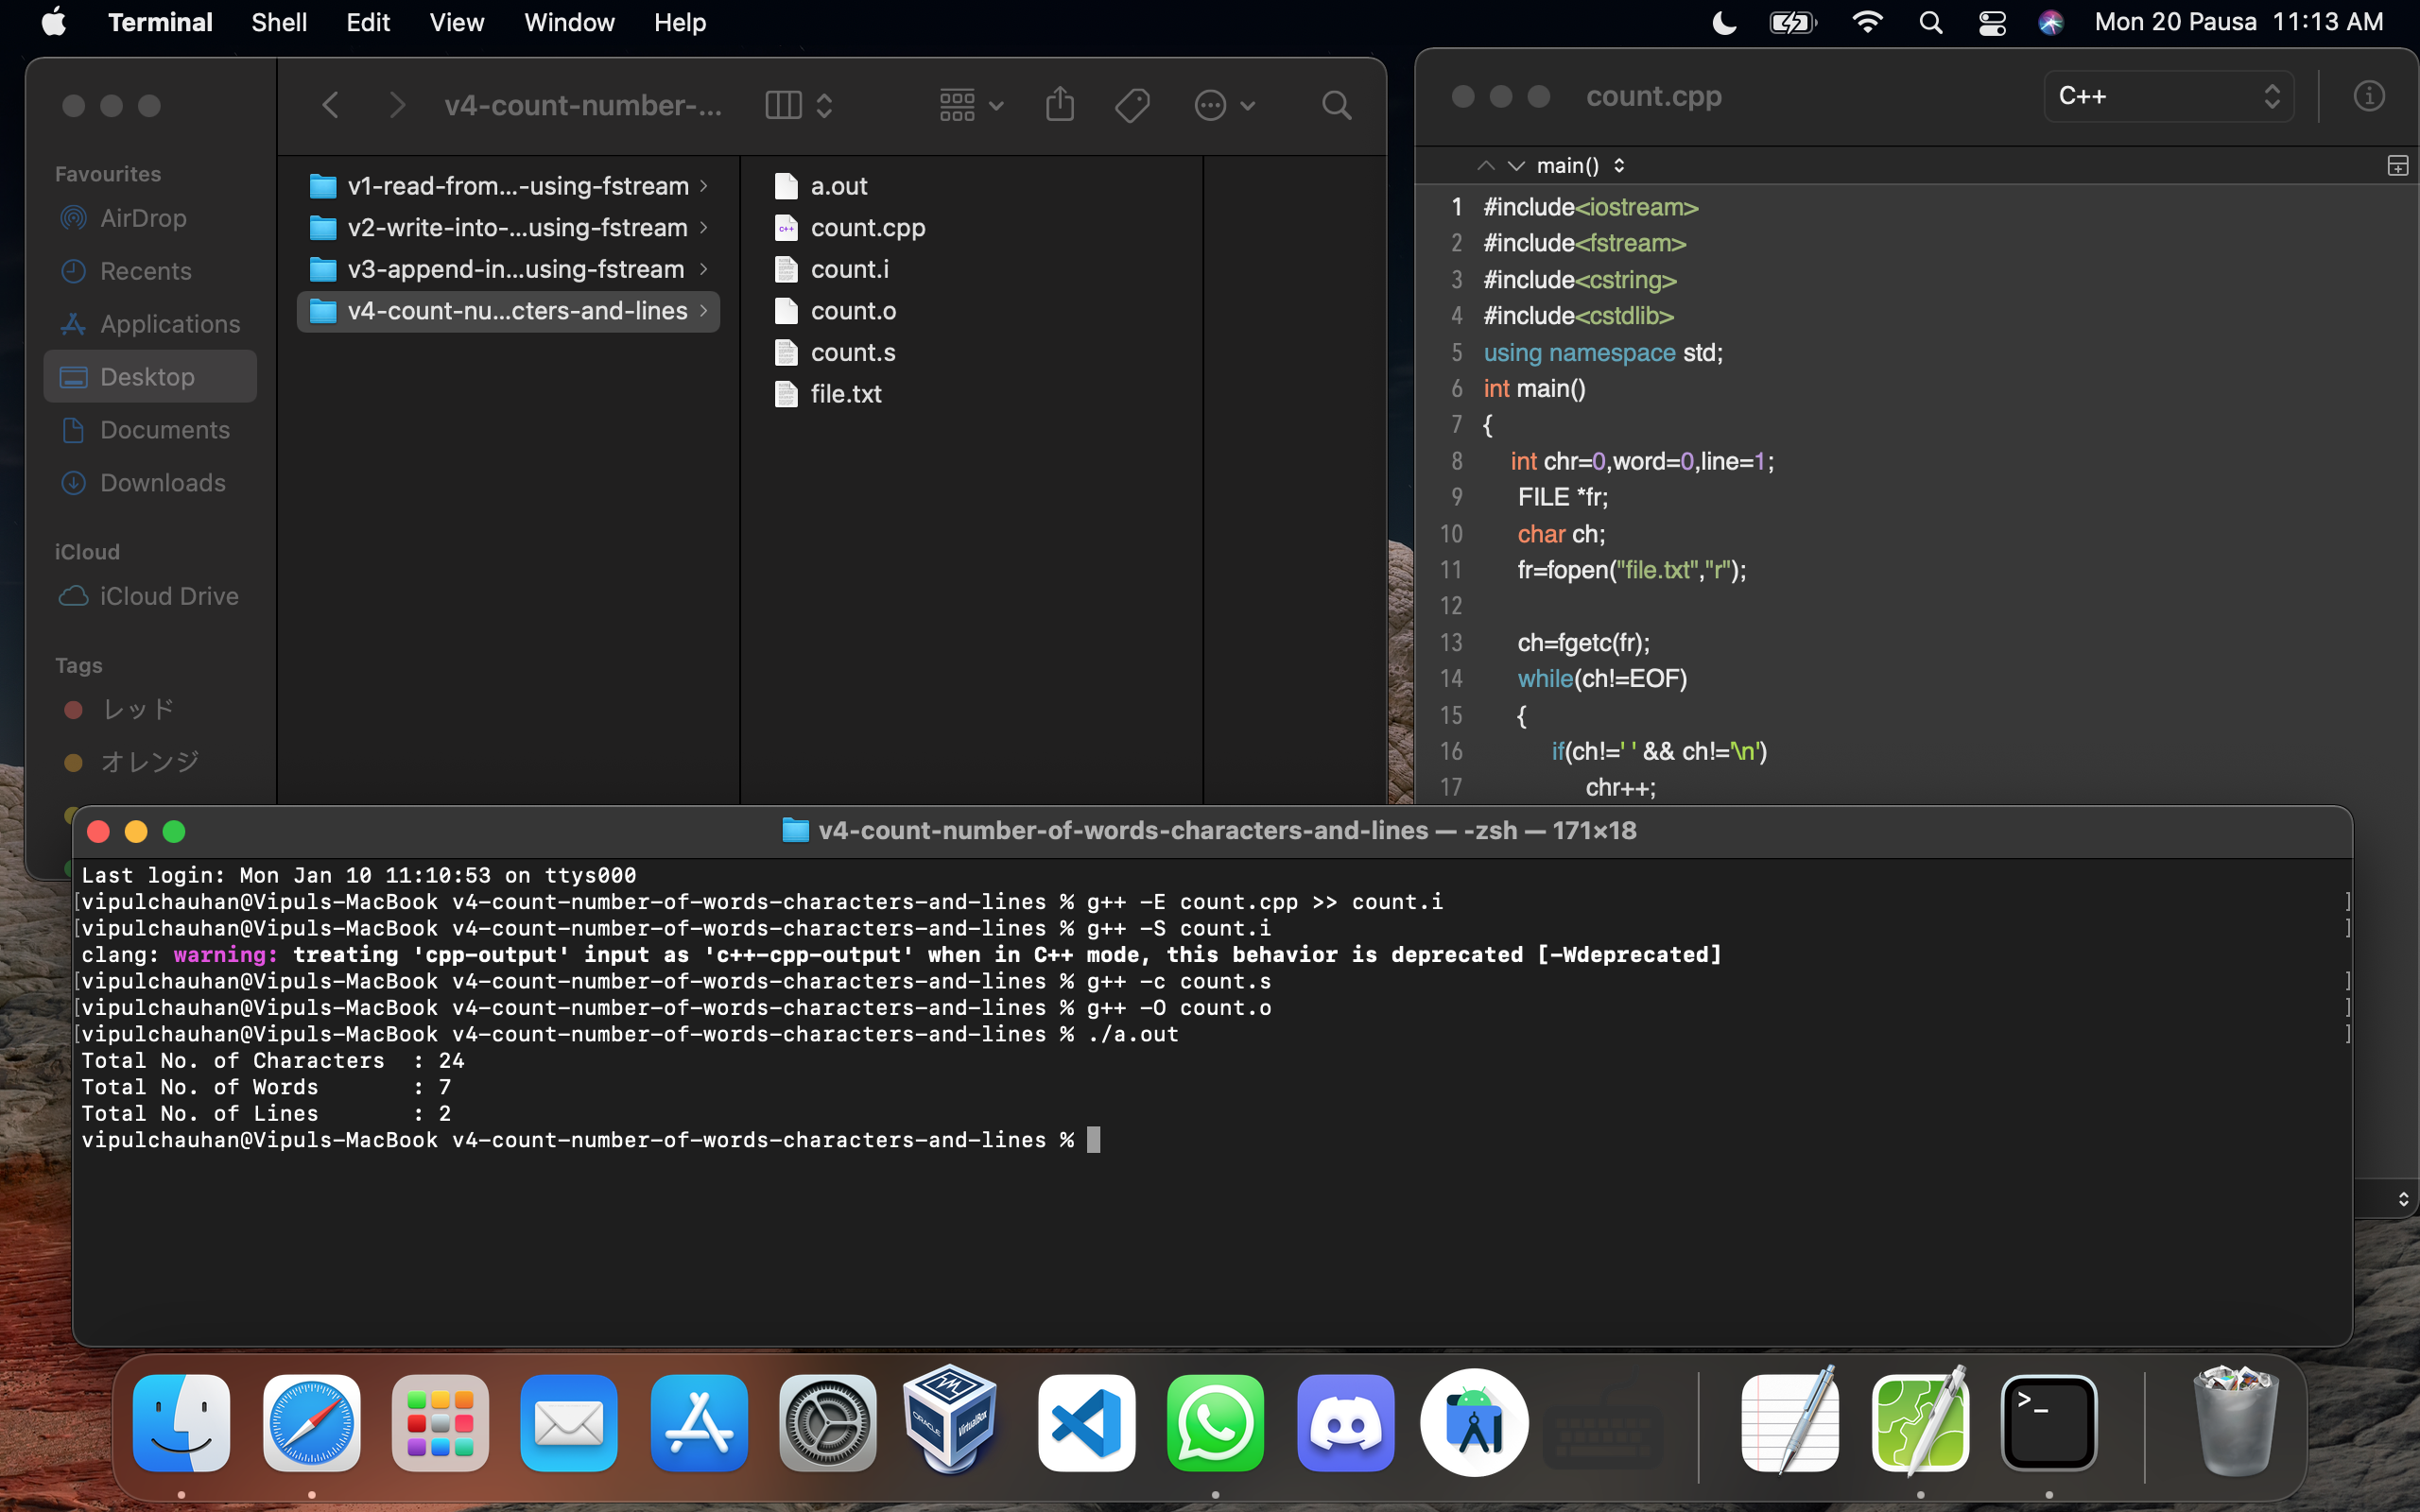 Terminal Shell Edit View Window Help Mon 20 Pausa 11:13 AM
v4-count-number-...
Favourites
AirDrop
Recents
Applications
Desktop
Documents
Downloads
iCloud
iCloud Drive
Tags
レッド
オレンジ
v1-read-from...-using-fstream
v2-write-into-...using-fstream
v3-append-in...using-fstream
v4-count-nu...cters-and-lines
a.out
count.cpp
count.i
count.o
count.s
file.txt
count.cpp C++
main()
1 #include<iostream>
2 #include<fstream>
3 #include<cstring>
4 #include<cstdlib>
5 using namespace std;
6 int main()
7 {
8 int chr=0,word=0,line=1;
9 FILE *fr;
10 char ch;
11 fr=fopen("file.txt","r");
12
13 ch=fgetc(fr);
14 while(ch!=EOF)
15 {
16 if(ch!=' ' && ch!='\n')
17 chr++;
v4-count-number-of-words-characters-and-lines — -zsh — 171×18
Last login: Mon Jan 10 11:10:53 on ttys000
[vipulchauhan@Vipuls-MacBook v4-count-number-of-words-characters-and-lines % g++ -E count.cpp >> count.i ]
[vipulchauhan@Vipuls-MacBook v4-count-number-of-words-characters-and-lines % g++ -S count.i ]
clang: warning: treating 'cpp-output' input as 'c++-cpp-output' when in C++ mode, this behavior is deprecated [-Wdeprecated]
[vipulchauhan@Vipuls-MacBook v4-count-number-of-words-characters-and-lines % g++ -c count.s ]
[vipulchauhan@Vipuls-MacBook v4-count-number-of-words-characters-and-lines % g++ -O count.o ]
[vipulchauhan@Vipuls-MacBook v4-count-number-of-words-characters-and-lines % ./a.out ]
Total No. of Characters : 24
Total No. of Words : 7
Total No. of Lines : 2
vipulchauhan@Vipuls-MacBook v4-count-number-of-words-characters-and-lines %
ORACLE VirtualBox